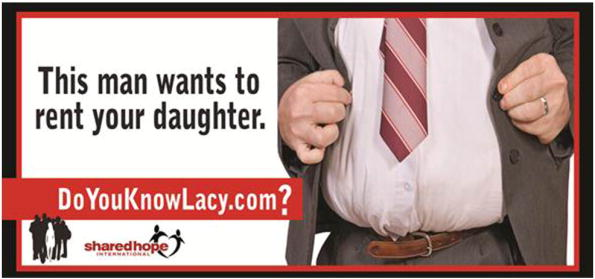 This man wants to
rent your daughter.
DoYouKnowLacy.com?
sharedhope
INTERNATIONAL